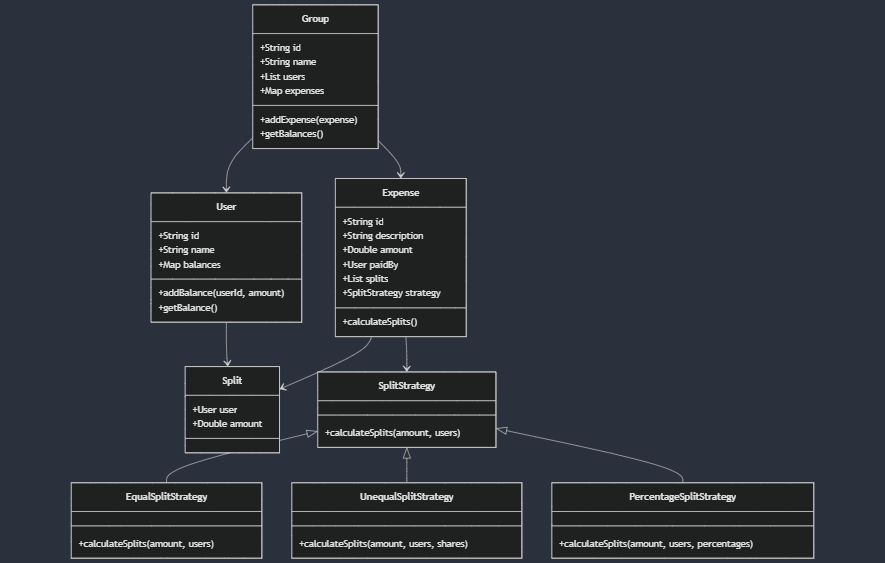 Group
+String id
+String name
+List users
+Map expenses
+addExpense(expense)
+getBalances()
User
+String id
+String name
+Map balances
+addBalance(userId, amount)
+getBalance()
Expense
+String id
+String description
+Double amount
+User paidBy
+List splits
+SplitStrategy strategy
+calculateSplits()
Split
+User user
+Double amount
SplitStrategy
+calculateSplits(amount, users)
EqualSplitStrategy
+calculateSplits(amount, users)
UnequalSplitStrategy
+calculateSplits(amount, users, shares)
PercentageSplitStrategy
+calculateSplits(amount, users, percentages)